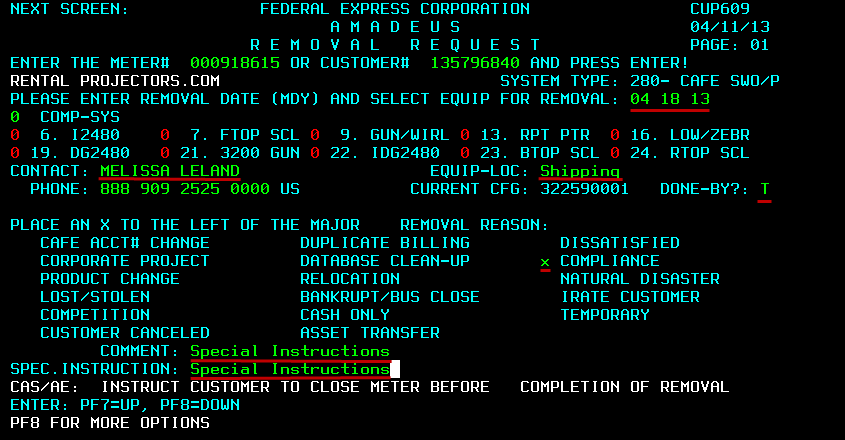 NEXT SCREEN: FEDERAL EXPRESS CORPORATION CUP609
A M A D E U S 04/11/13
R E M O V A L R E Q U E S T PAGE: 01
ENTER THE METER# 000918615 OR CUSTOMER# 135796840 AND PRESS ENTER!
RENTAL PROJECTORS.COM SYSTEM TYPE: 280- CAFE SWO/P
PLEASE ENTER REMOVAL DATE (MDY) AND SELECT EQUIP FOR REMOVAL: 04 18 13
0 COMP-SYS
0 6. I2480 0 7. FTOP SCL 0 9. GUN/WIRL 0 13. RPT PTR 0 16. LOW/ZEBR
0 19. DG2480 0 21. 3200 GUN 0 22. IDG2480 0 23. BTOP SCL 0 24. RTOP SCL
CONTACT: MELISSA LELAND EQUIP-LOC: Shipping
PHONE: 888 909 2525 0000 US CURRENT CFG: 322590001 DONE-BY?: T
PLACE AN X TO THE LEFT OF THE MAJOR REMOVAL REASON:
CAFE ACCT# CHANGE DUPLICATE BILLING DISSATISFIED
CORPORATE PROJECT DATABASE CLEAN-UP x COMPLIANCE
PRODUCT CHANGE RELOCATION NATURAL DISASTER
LOST/STOLEN BANKRUPT/BUS CLOSE IRATE CUSTOMER
COMPETITION CASH ONLY TEMPORARY
CUSTOMER CANCELED ASSET TRANSFER
COMMENT: Special Instructions
SPEC.INSTRUCTION: Special Instructions
CAS/AE: INSTRUCT CUSTOMER TO CLOSE METER BEFORE COMPLETION OF REMOVAL
ENTER: PF7=UP, PF8=DOWN
PF8 FOR MORE OPTIONS